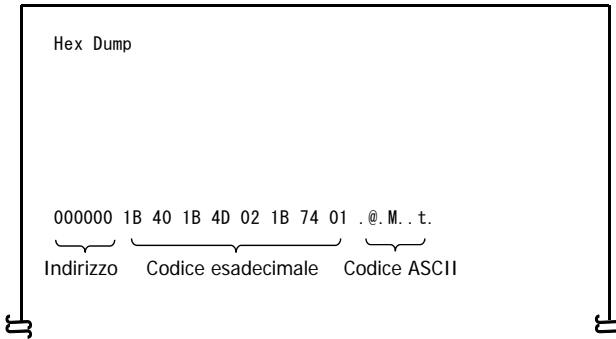 Hex Dump
000000 1B 40 1B 4D 02 1B 74 01 .@.M..t.
Indirizzo Codice esadecimale Codice ASCII